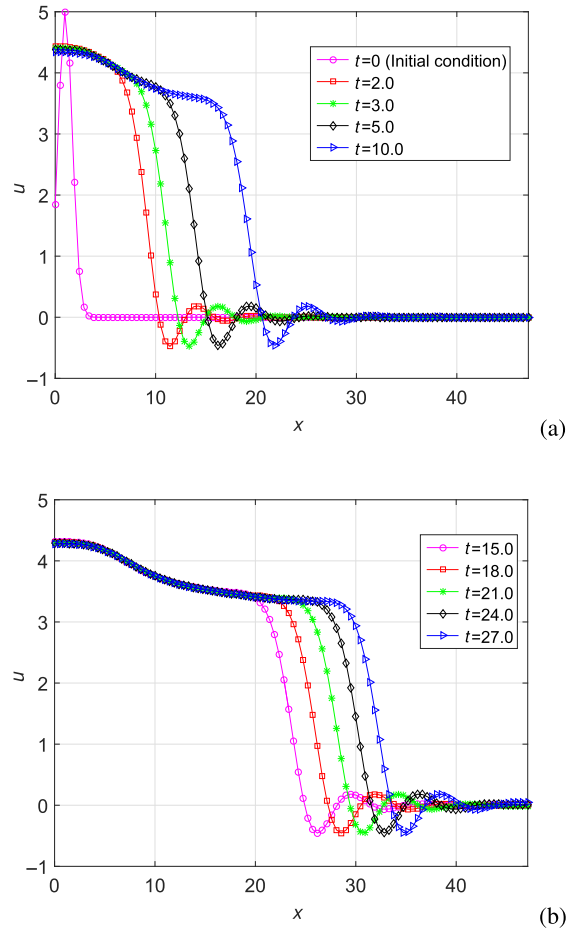 5
4
3
2
1
0
−1
u
0
10
20
30
40
x
t=0 (Initial condition)
t=2.0
t=3.0
t=5.0
t=10.0
(a)
5
4
3
2
1
0
−1
u
0
10
20
30
40
x
t=15.0
t=18.0
t=21.0
t=24.0
t=27.0
(b)